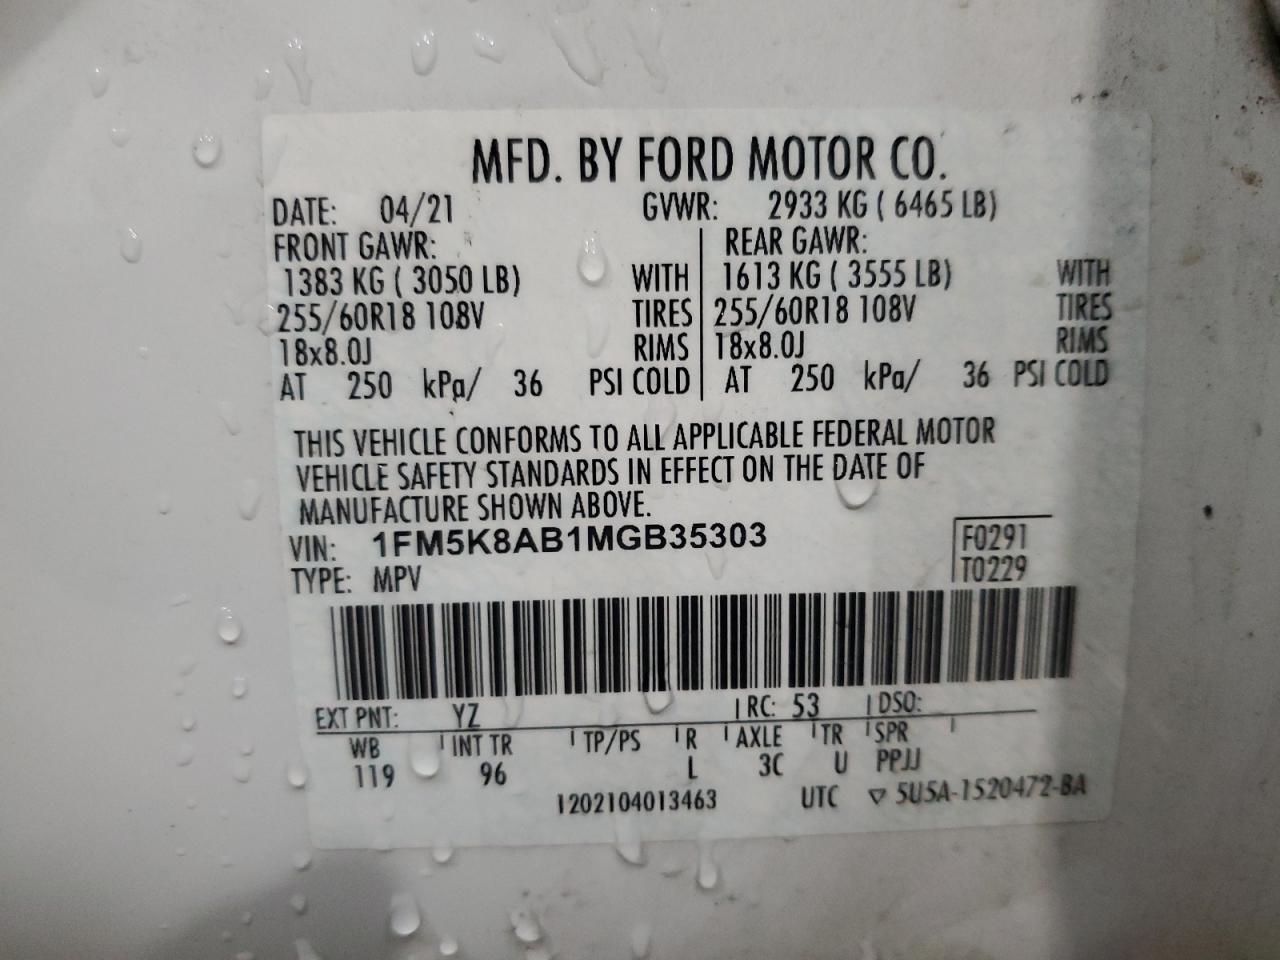 MFD. BY FORD MOTOR CO.
DATE: 04/21 GVWR: 2933 KG ( 6465 LB)
FRONT GAWR: REAR GAWR:
1383 KG ( 3050 LB) WITH 1613 KG ( 3555 LB) WITH
255/60R18 108V TIRES 255/60R18 108V TIRES
18x8.0J RIMS 18x8.0J RIMS
AT 250 kPa/ 36 PSI COLD AT 250 kPa/ 36 PSI COLD
THIS VEHICLE CONFORMS TO ALL APPLICABLE FEDERAL MOTOR
VEHICLE SAFETY STANDARDS IN EFFECT ON THE DATE OF
MANUFACTURE SHOWN ABOVE.
VIN: 1FM5K8AB1MGB35303 F0291
TYPE: MPV T0229
EXT PNT: YZ RC: 53 DSO:
WB INT TR TP/PS R AXLE TR SPR
119 96 L 3C U PPJJ
1202104013463 UTC ▽ 5U5A-1520472-BA